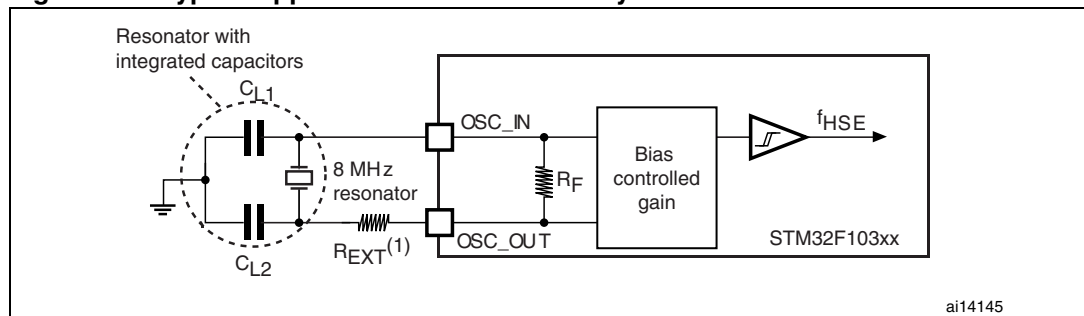 Resonator with
integrated capacitors
CL1
OSC_IN
fHSE
8 MHz
resonator
RF
Bias
controlled
gain
REXT(1)
OSC_OUT
STM32F103xx
CL2
ai14145